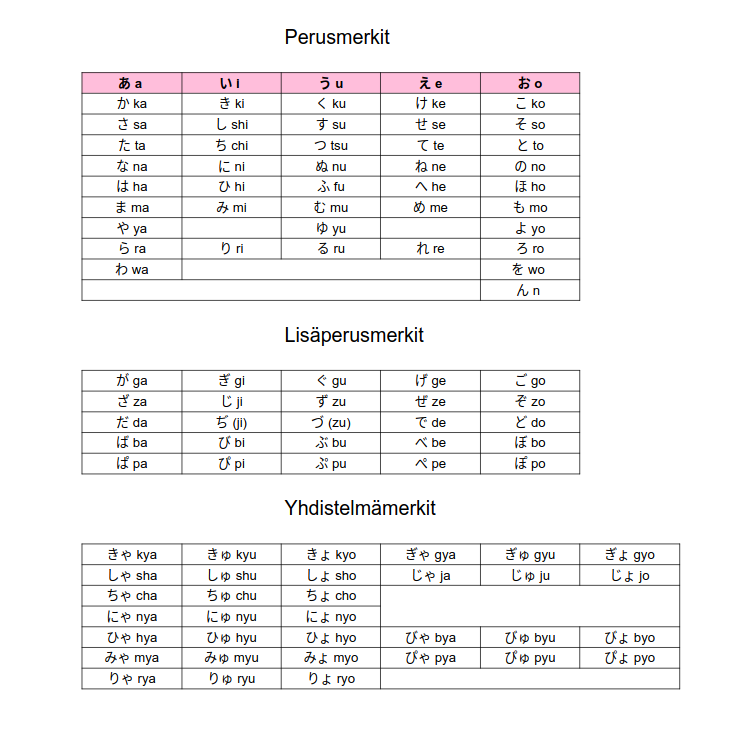 Perusmerkit
あ a い i う u え e お o
か ka き ki く ku け ke こ ko
さ sa し shi す su せ se そ so
た ta ち chi つ tsu て te と to
な na に ni ぬ nu ね ne の no
は ha ひ hi ふ fu へ he ほ ho
ま ma み mi む mu め me も mo
や ya ゆ yu よ yo
ら ra り ri る ru れ re ろ ro
わ wa を wo
ん n
Lisäperusmerkit
が ga ぎ gi ぐ gu げ ge ご go
ざ za じ ji ず zu ぜ ze ぞ zo
だ da ぢ (ji) づ (zu) で de ど do
ば ba び bi ぶ bu べ be ぼ bo
ぱ pa ぴ pi ぷ pu ぺ pe ぽ po
Yhdistelmämerkit
きゃ kya きゅ kyu きょ kyo ぎゃ gya ぎゅ gyu ぎょ gyo
しゃ sha しゅ shu しょ sho じゃ ja じゅ ju じょ jo
ちゃ cha ちゅ chu ちょ cho
にゃ nya にゅ nyu にょ nyo
ひゃ hya ひゅ hyu ひょ hyo びゃ bya びゅ byu びょ byo
みゃ mya みゅ myu みょ myo ぴゃ pya ぴゅ pyu ぴょ pyo
りゃ rya りゅ ryu りょ ryo